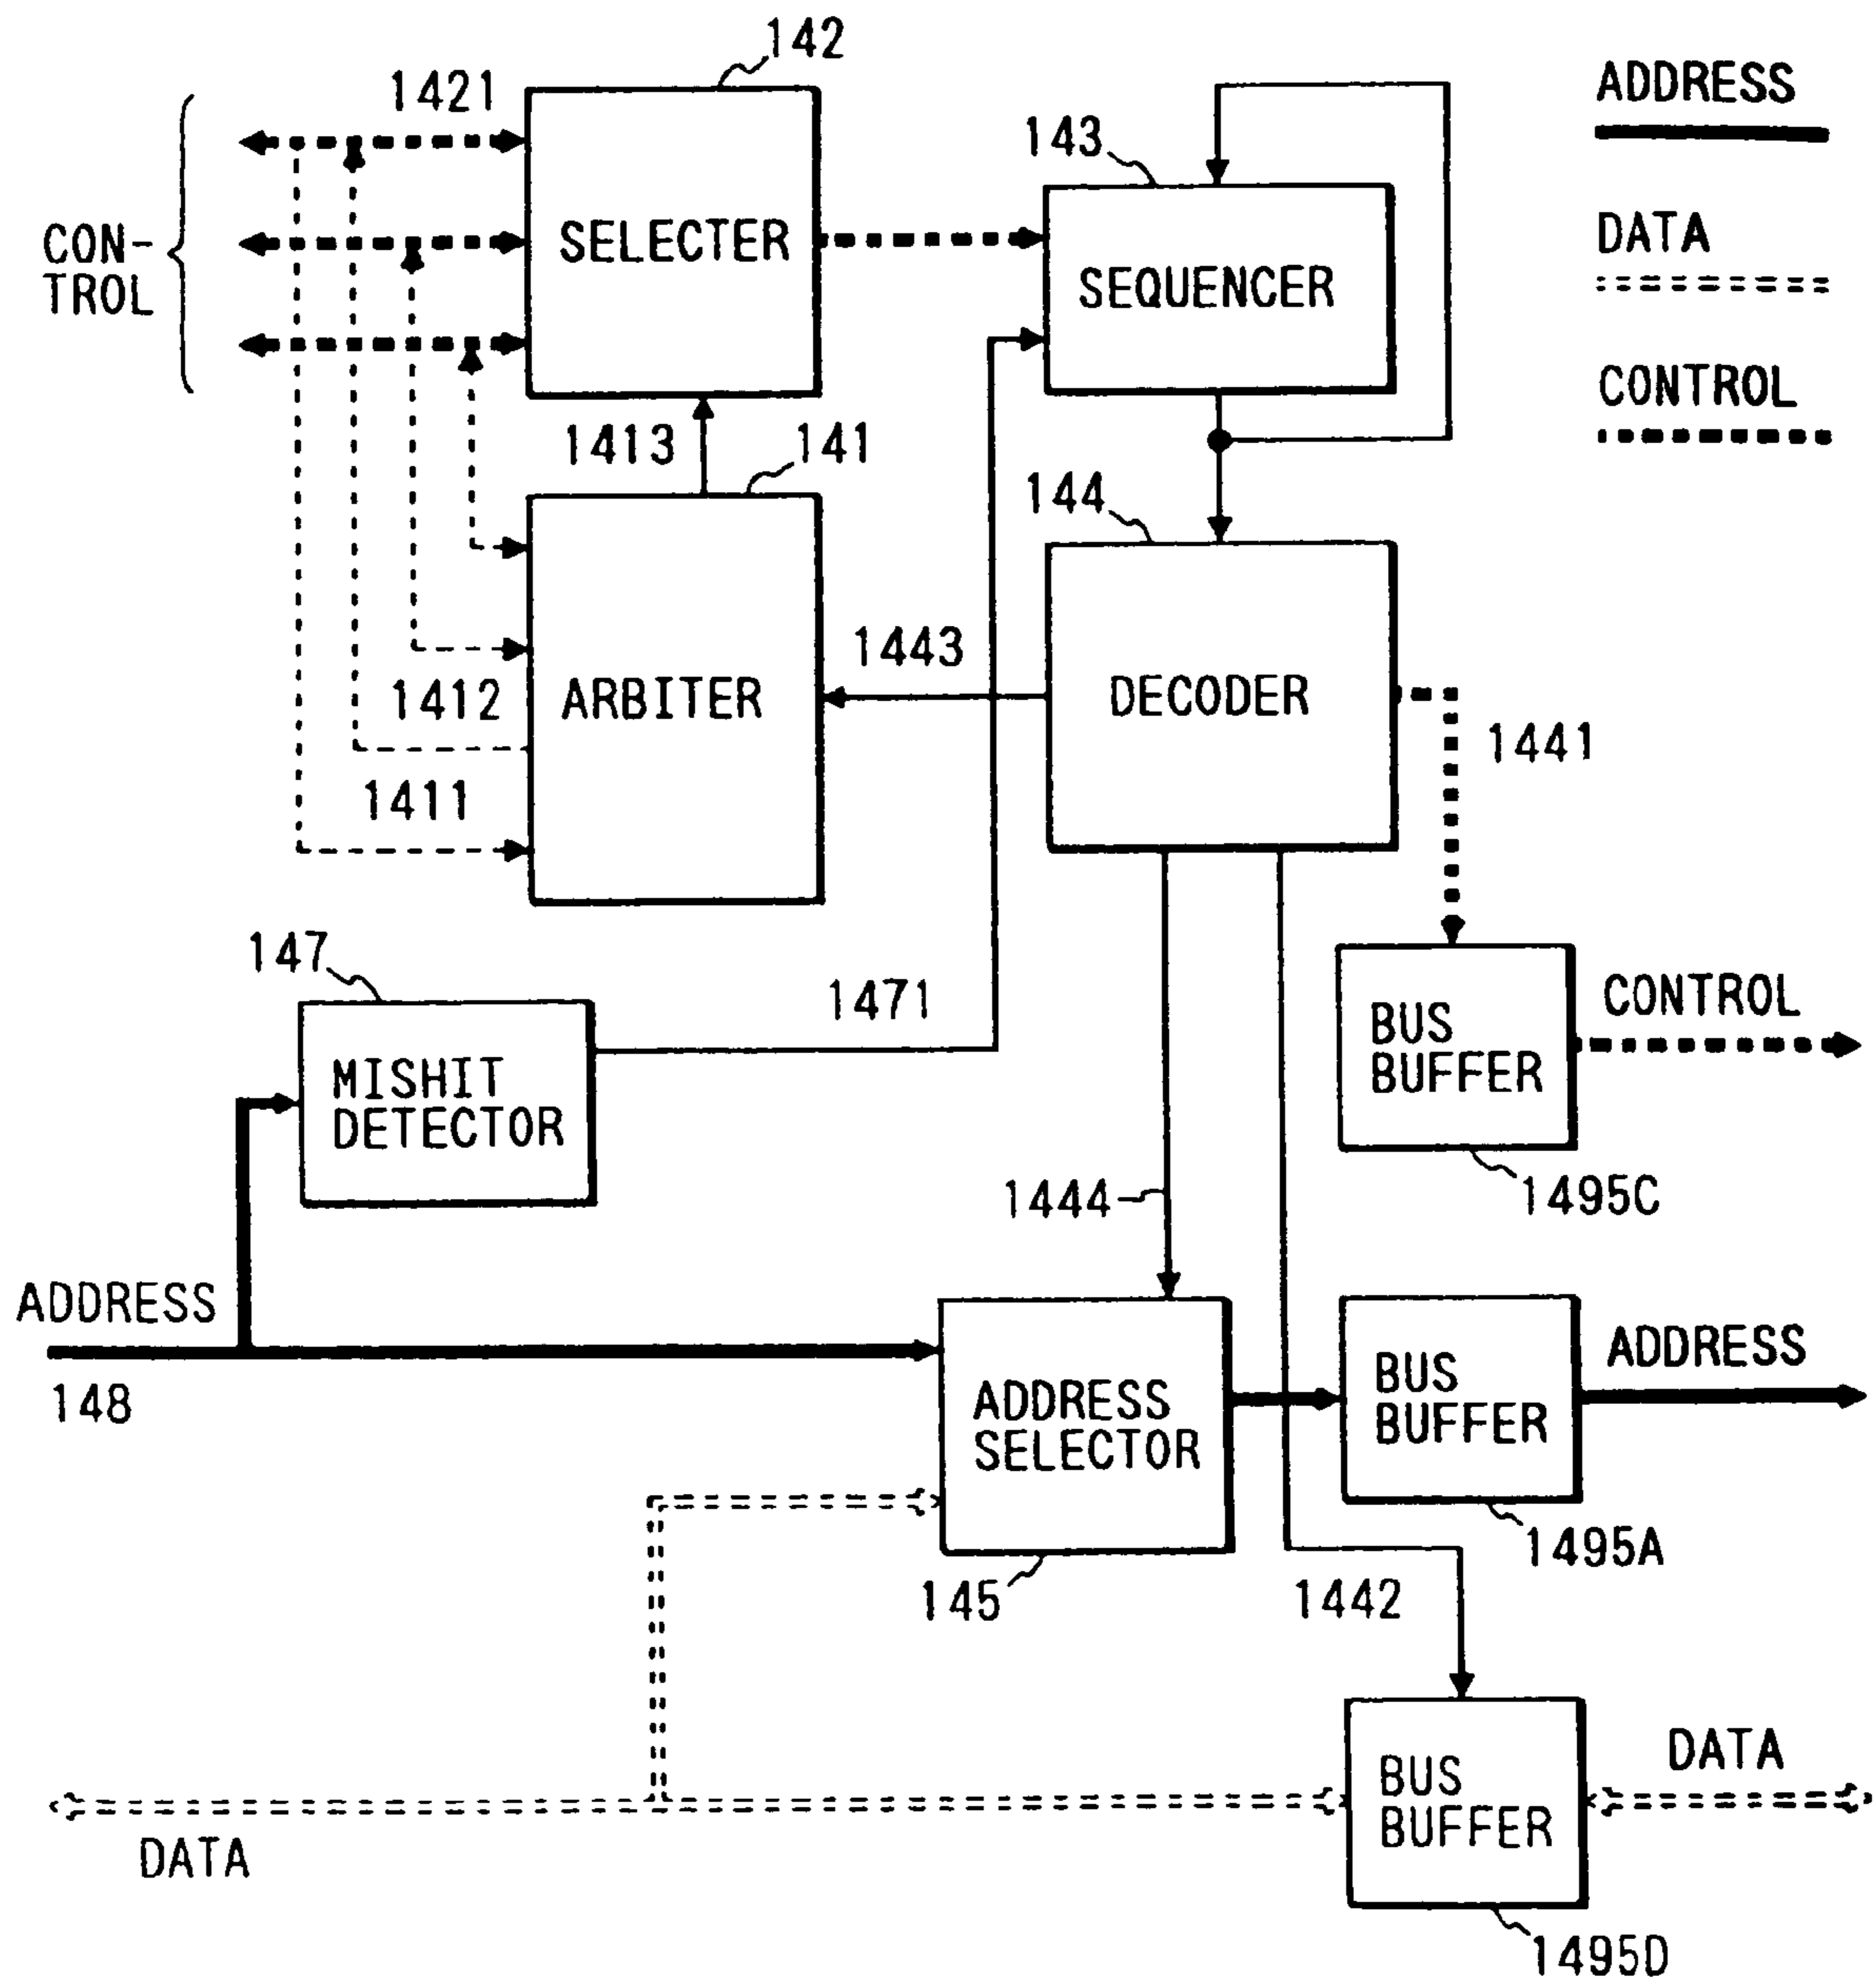 142
1421
ADDRESS
143
CON-
TROL
SELECTER
DATA
SEQUENCER
CONTROL
1413
141
144
1443
1412
ARBITER
DECODER
1441
1411
147
1471
CONTROL
MISHIT
DETECTOR
BUS
BUFFER
1444
1495C
ADDRESS
148
ADDRESS
SELECTOR
BUS
BUFFER
ADDRESS
1495A
145
1442
DATA
BUS
BUFFER
DATA
1495D